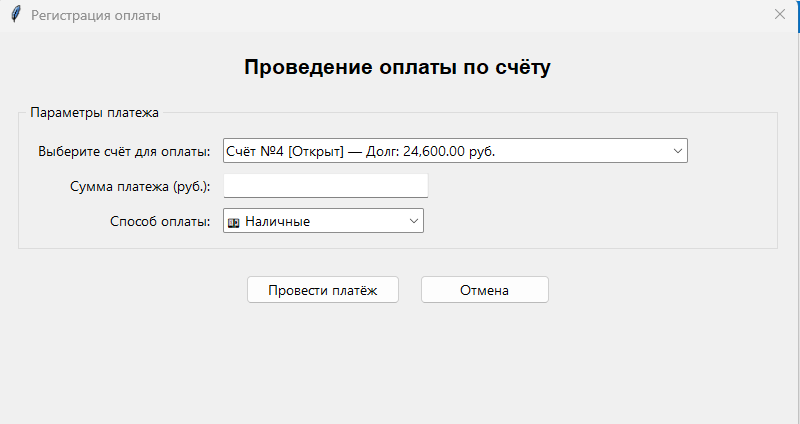 Регистрация оплаты
Проведение оплаты по счёту
Параметры платежа
Выберите счёт для оплаты: Счёт №4 [Открыт] — Долг: 24,600.00 руб.
Сумма платежа (руб.):
Способ оплаты: Наличные
Провести платёж Отмена